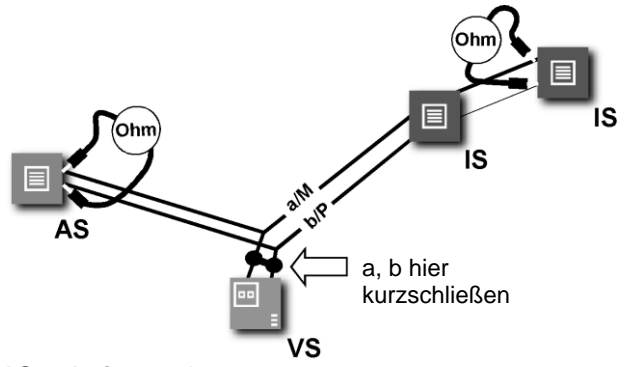 Ohm
IS
Ohm
IS
AS
a/M
b/P
a, b hier
kurzschließen
VS